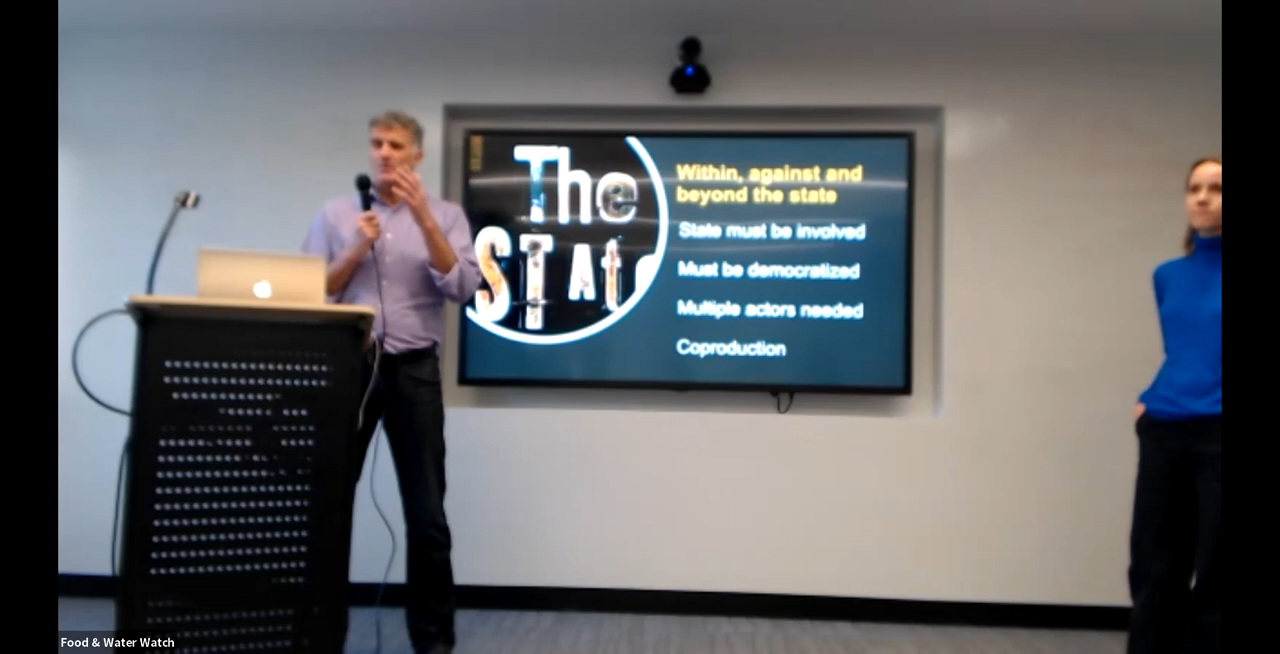 The
State
Within, against and
beyond the state
State must be involved
Must be democratized
Multiple actors needed
Coproduction
Food & Water Watch